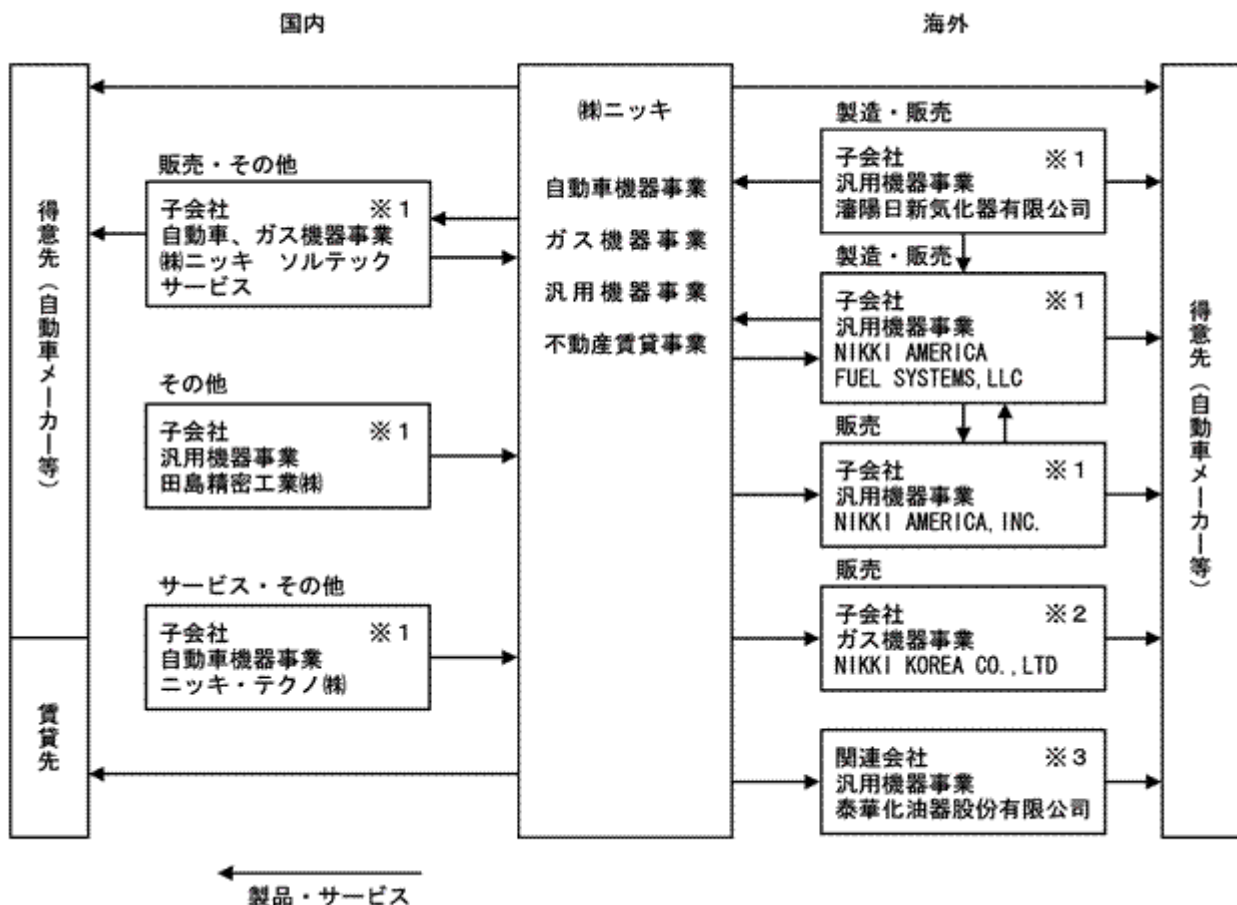 国内
海外
得意先(自動車メーカー等)
賃貸先
販売・その他
子会社 ※1
自動車、ガス機器事業
㈱ニッキ ソルテック
サービス
その他
子会社 ※1
汎用機器事業
田島精密工業㈱
サービス・その他
子会社 ※1
自動車機器事業
ニッキ・テクノ㈱
㈱ニッキ
自動車機器事業
ガス機器事業
汎用機器事業
不動産賃貸事業
製造・販売
子会社 ※1
汎用機器事業
瀋陽日新気化器有限公司
製造・販売
子会社 ※1
汎用機器事業
NIKKI AMERICA
FUEL SYSTEMS,LLC
販売
子会社 ※1
汎用機器事業
NIKKI AMERICA,INC.
販売
子会社 ※2
ガス機器事業
NIKKI KOREA CO.,LTD
関連会社 ※3
汎用機器事業
泰華化油器股份有限公司
得意先(自動車メーカー等)
製品・サービス